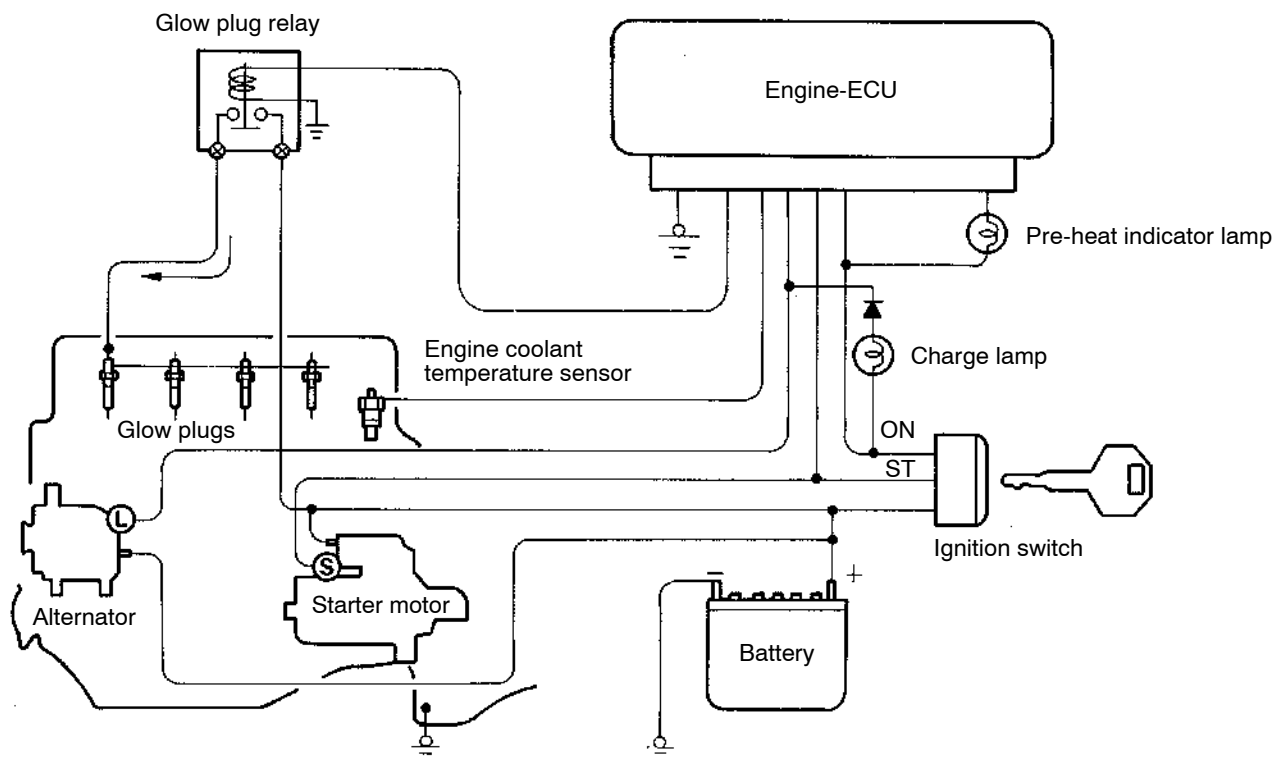 Glow plug relay
Engine-ECU
Pre-heat indicator lamp
Engine coolant
temperature sensor
Charge lamp
Glow plugs
ON
ST
L
Ignition switch
S
Alternator
Starter motor
− +
Battery